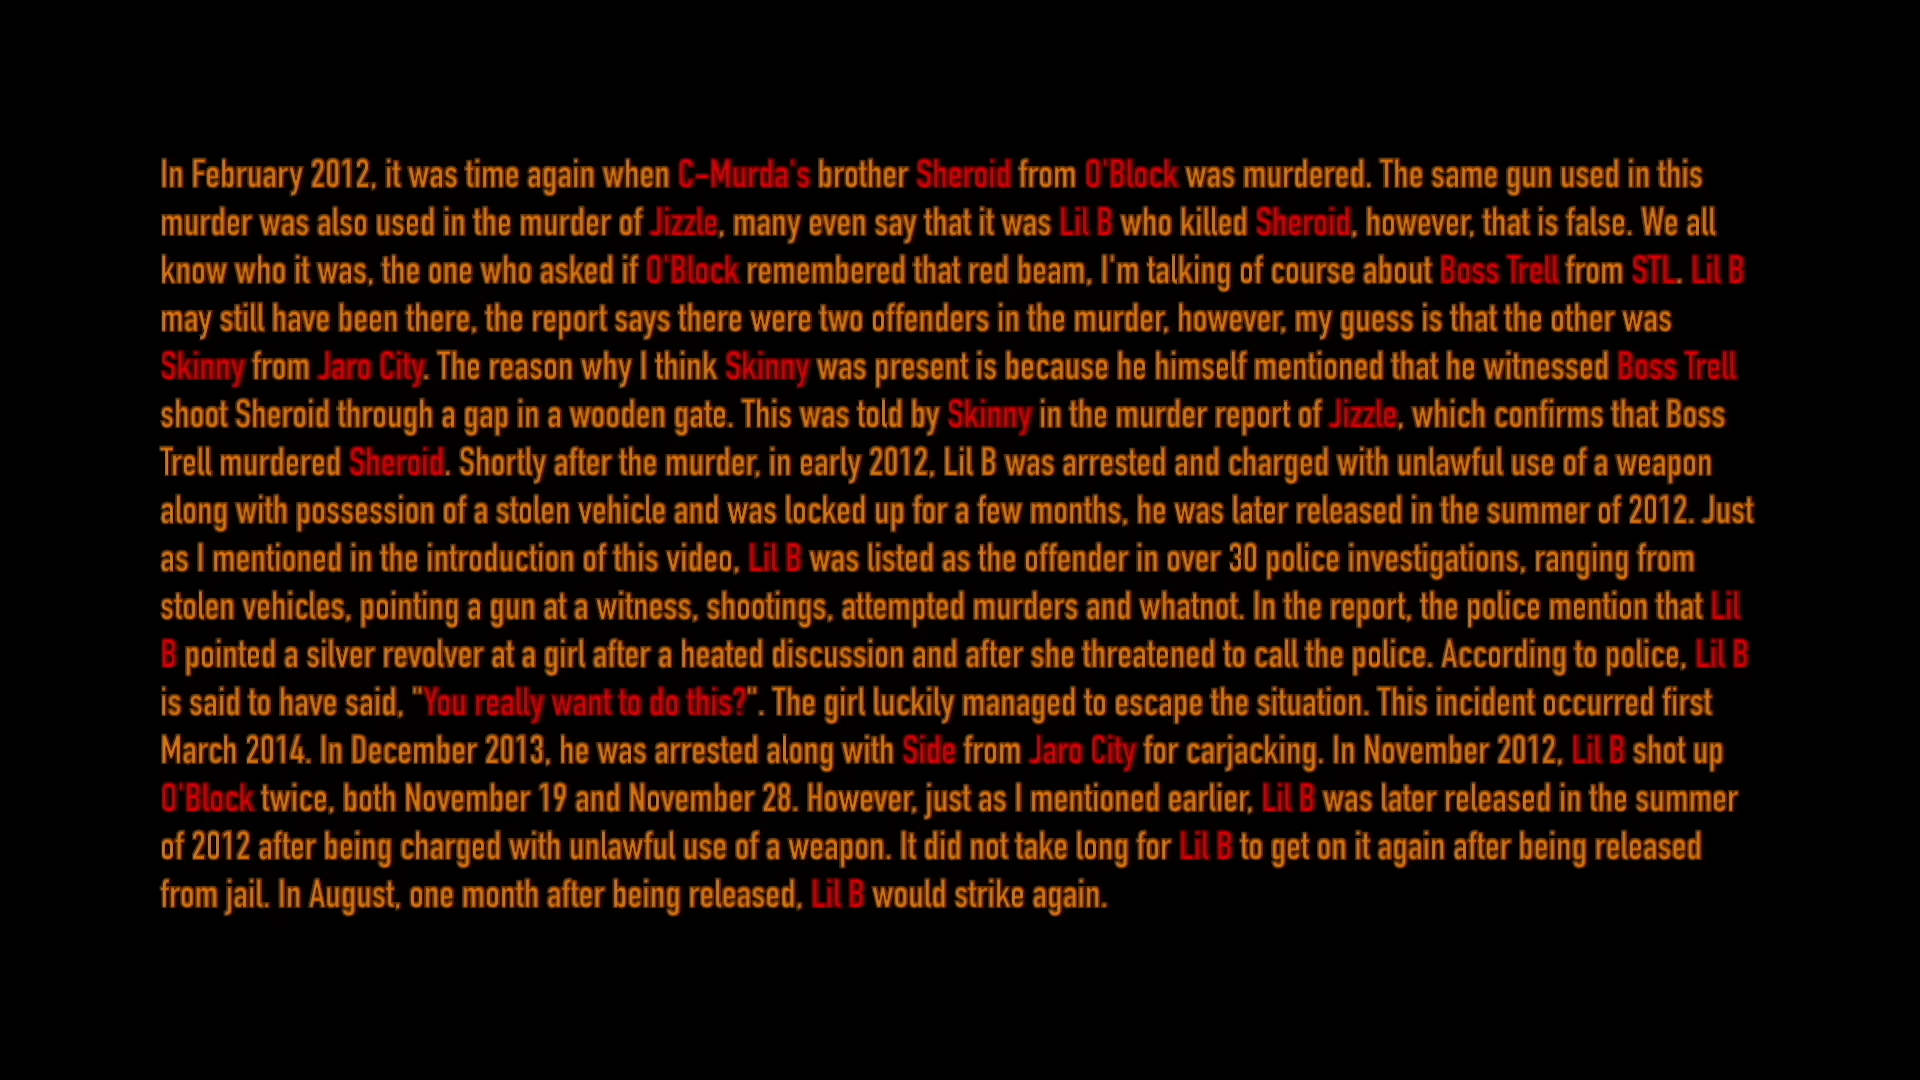 In February 2012, it was time again when C-Murda's brother Sheroid from O'Block was murdered. The same gun used in this
murder was also used in the murder of Jizzle, many even say that it was Lil B who killed Sheroid, however, that is false. We all
know who it was, the one who asked if O'Block remembered that red beam, I'm talking of course about Boss Trell from STL. Lil B
may still have been there, the report says there were two offenders in the murder, however, my guess is that the other was
Skinny from Jaro City. The reason why I think Skinny was present is because he himself mentioned that he witnessed Boss Trell
shoot Sheroid through a gap in a wooden gate. This was told by Skinny in the murder report of Jizzle, which confirms that Boss
Trell murdered Sheroid. Shortly after the murder, in early 2012, Lil B was arrested and charged with unlawful use of a weapon
along with possession of a stolen vehicle and was locked up for a few months, he was later released in the summer of 2012. Just
as I mentioned in the introduction of this video, Lil B was listed as the offender in over 30 police investigations, ranging from
stolen vehicles, pointing a gun at a witness, shootings, attempted murders and whatnot. In the report, the police mention that Lil
B pointed a silver revolver at a girl after a heated discussion and after she threatened to call the police. According to police, Lil B
is said to have said, "You really want to do this?". The girl luckily managed to escape the situation. This incident occurred first
March 2014. In December 2013, he was arrested along with Side from Jaro City for carjacking. In November 2012, Lil B shot up
O'Block twice, both November 19 and November 28. However, just as I mentioned earlier, Lil B was later released in the summer
of 2012 after being charged with unlawful use of a weapon. It did not take long for Lil B to get on it again after being released
from jail. In August, one month after being released, Lil B would strike again.